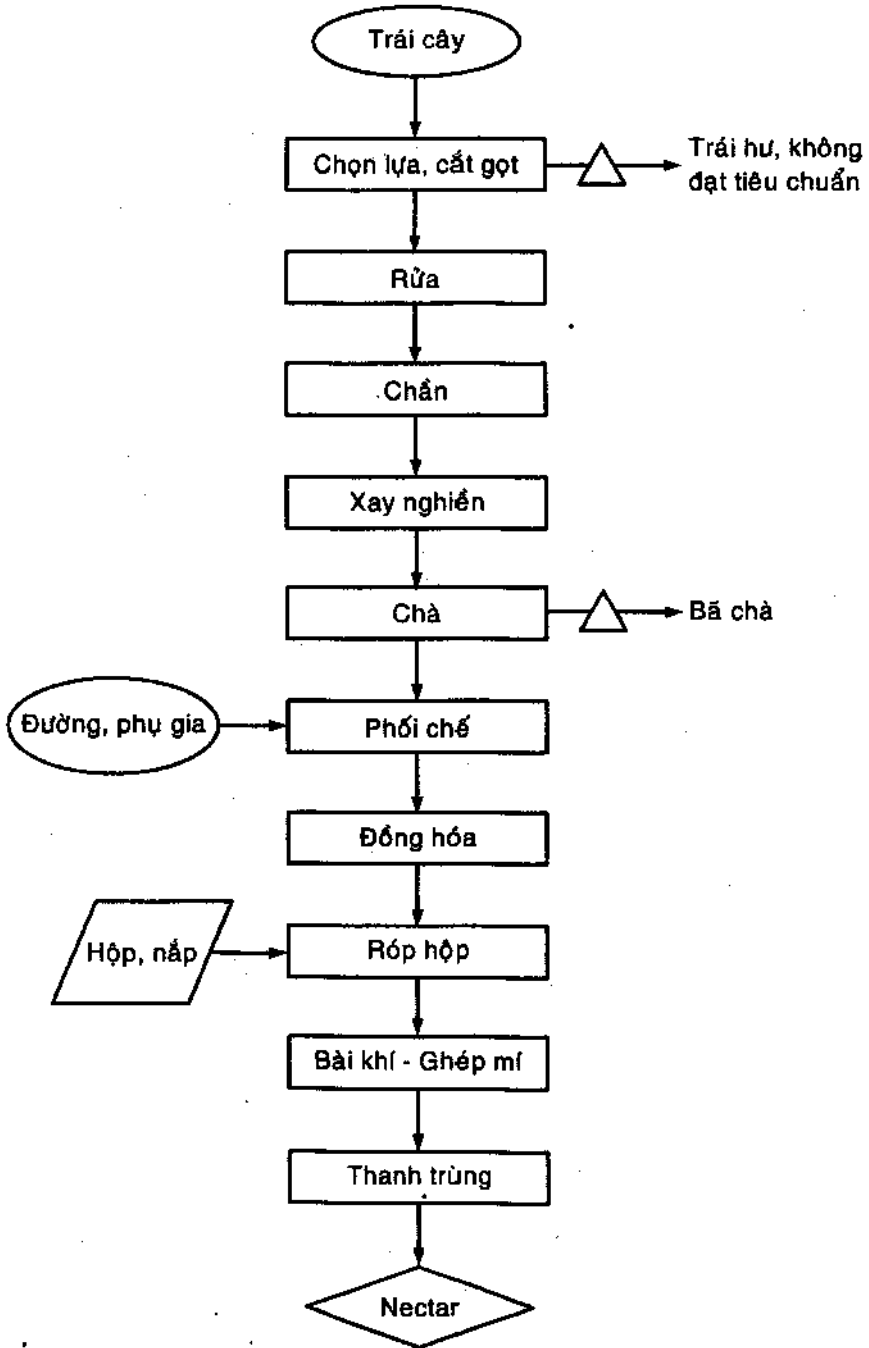 Trái cây
Chọn lựa, cắt gọt
Trái hư, không
đạt tiêu chuẩn
Rửa
Chần
Xay nghiền
Chà
Bã chà
Đường, phụ gia
Phối chế
Đồng hóa
Hộp, nắp
Róp hộp
Bài khí - Ghép mí
Thanh trùng
Nectar